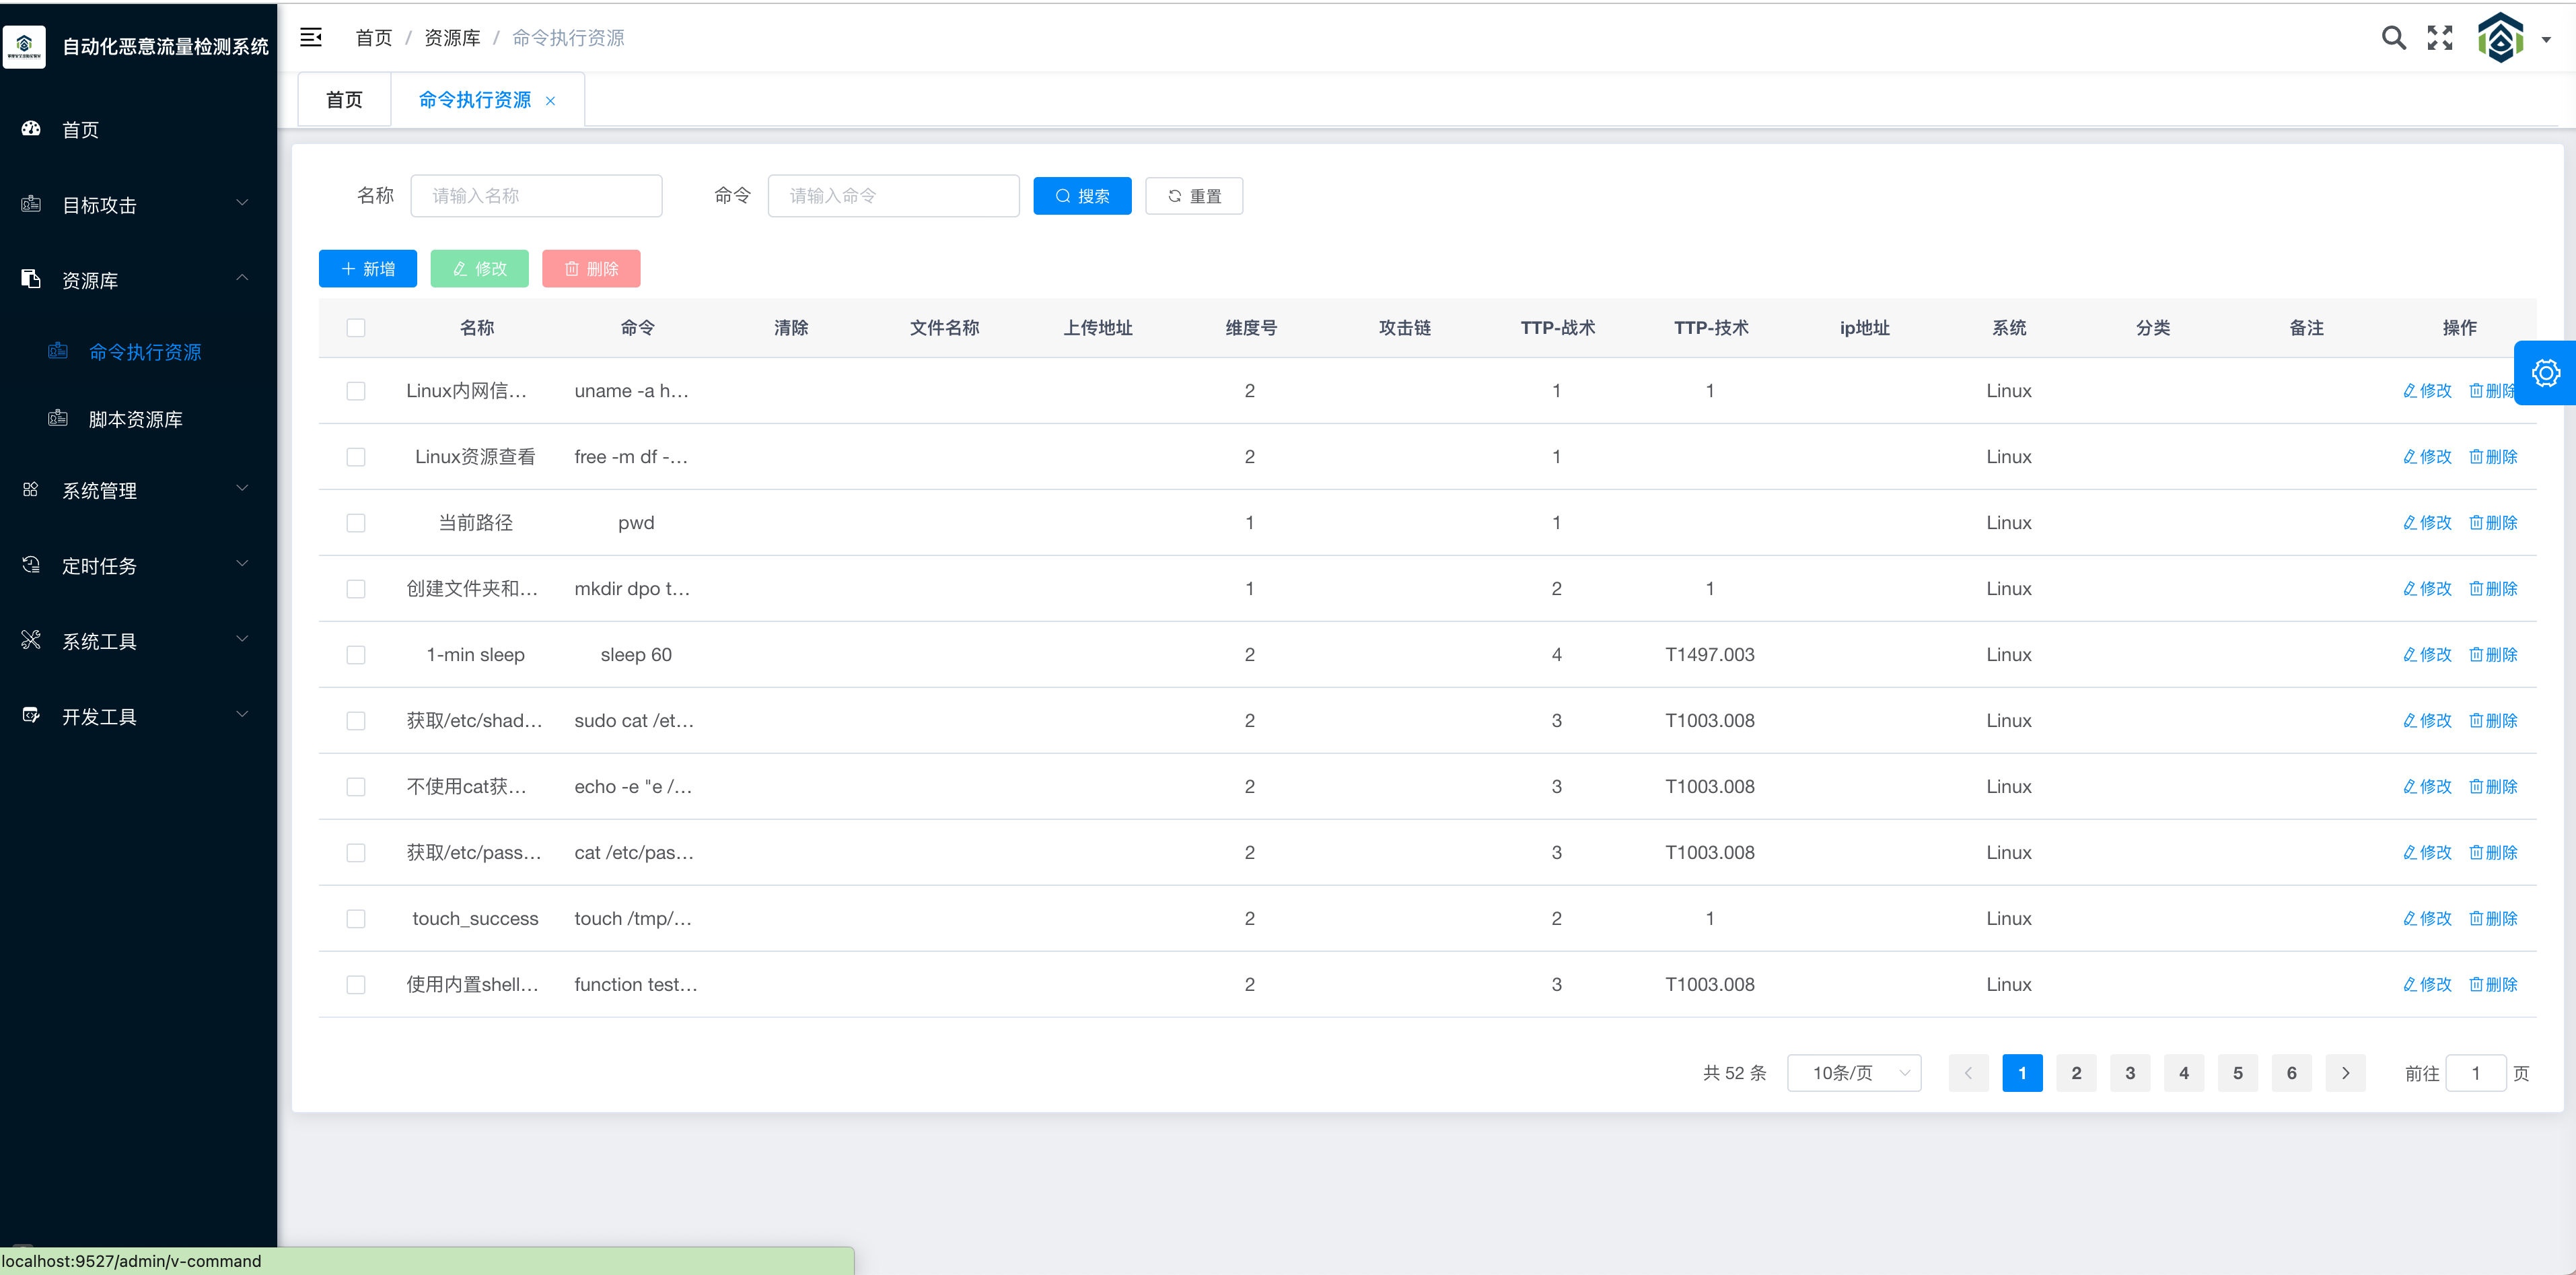 自动化恶意流量检测系统
首页 / 资源库 / 命令执行资源
首页
命令执行资源 ×
首页
目标攻击
资源库
命令执行资源
脚本资源库
系统管理
定时任务
系统工具
开发工具
名称 请输入名称 命令 请输入命令 搜索 重置
新增 修改 删除
名称 命令 清除 文件名称 上传地址 维度号 攻击链 TTP-战术 TTP-技术 ip地址 系统 分类 备注 操作
Linux内网信... uname -a h... 2 1 1 Linux 修改 删除
Linux资源查看 free -m df -... 2 1 Linux 修改 删除
当前路径 pwd 1 1 Linux 修改 删除
创建文件夹和... mkdir dpo t... 1 2 1 Linux 修改 删除
1-min sleep sleep 60 2 4 T1497.003 Linux 修改 删除
获取/etc/shad... sudo cat /et... 2 3 T1003.008 Linux 修改 删除
不使用cat获... echo -e "e /... 2 3 T1003.008 Linux 修改 删除
获取/etc/pass... cat /etc/pas... 2 3 T1003.008 Linux 修改 删除
touch_success touch /tmp/... 2 2 1 Linux 修改 删除
使用内置shell... function test... 2 3 T1003.008 Linux 修改 删除
共 52 条 10条/页 1 2 3 4 5 6 前往 1 页
localhost:9527/admin/v-command